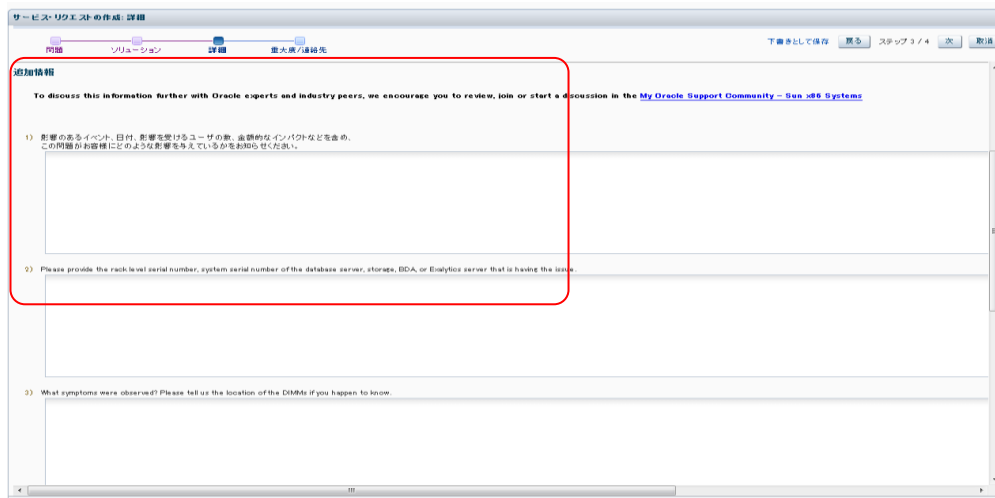 サービス・リクエストの作成: 詳細
問題 ソリューション 詳細 重大度/連絡先
下書きとして保存 戻る ステップ 3 / 4 次 取消
追加情報
To discuss this information further with Oracle experts and industry peers, we encourage you to review, join or start a discussion in the My Oracle Support Community - Sun x86 Systems
1) 影響のあるイベント、日付、影響を受けるユーザの数、金額的なインパクトなどを含め、
この問題がお客様にどのような影響を与えているかをお知らせください。
2) Please provide the rack level serial number, system serial number of the database server, storage, BDA, or Exalytics server that is having the issue.
3) What symptoms were observed? Please tell us the location of the DIMMs if you happen to know.